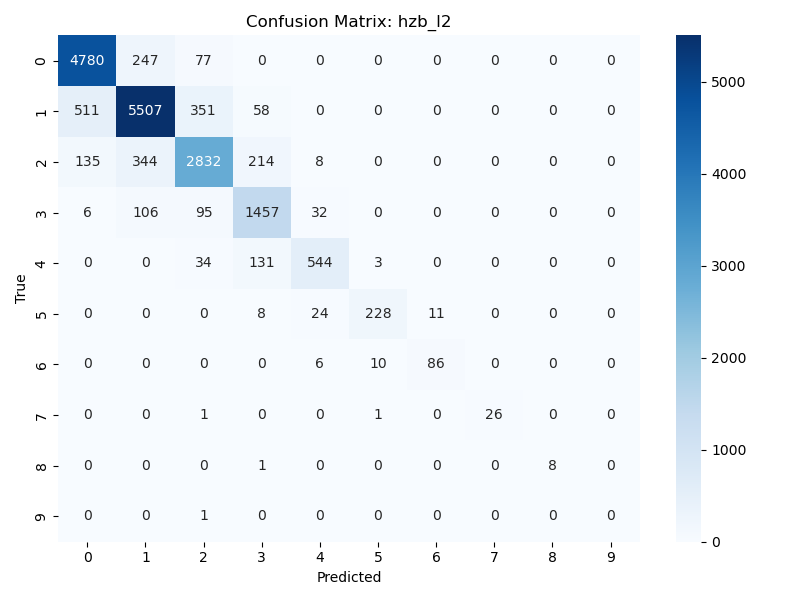 Confusion Matrix: hzb_l2
True
0 4780 247 77 0 0 0 0 0 0 0
1 511 5507 351 58 0 0 0 0 0 0
2 135 344 2832 214 8 0 0 0 0 0
3 6 106 95 1457 32 0 0 0 0 0
4 0 0 34 131 544 3 0 0 0 0
5 0 0 0 8 24 228 11 0 0 0
6 0 0 0 0 6 10 86 0 0 0
7 0 0 1 0 0 1 0 26 0 0
8 0 0 0 1 0 0 0 0 8 0
9 0 0 1 0 0 0 0 0 0 0
0 1 2 3 4 5 6 7 8 9
Predicted
5000
4000
3000
2000
1000
0